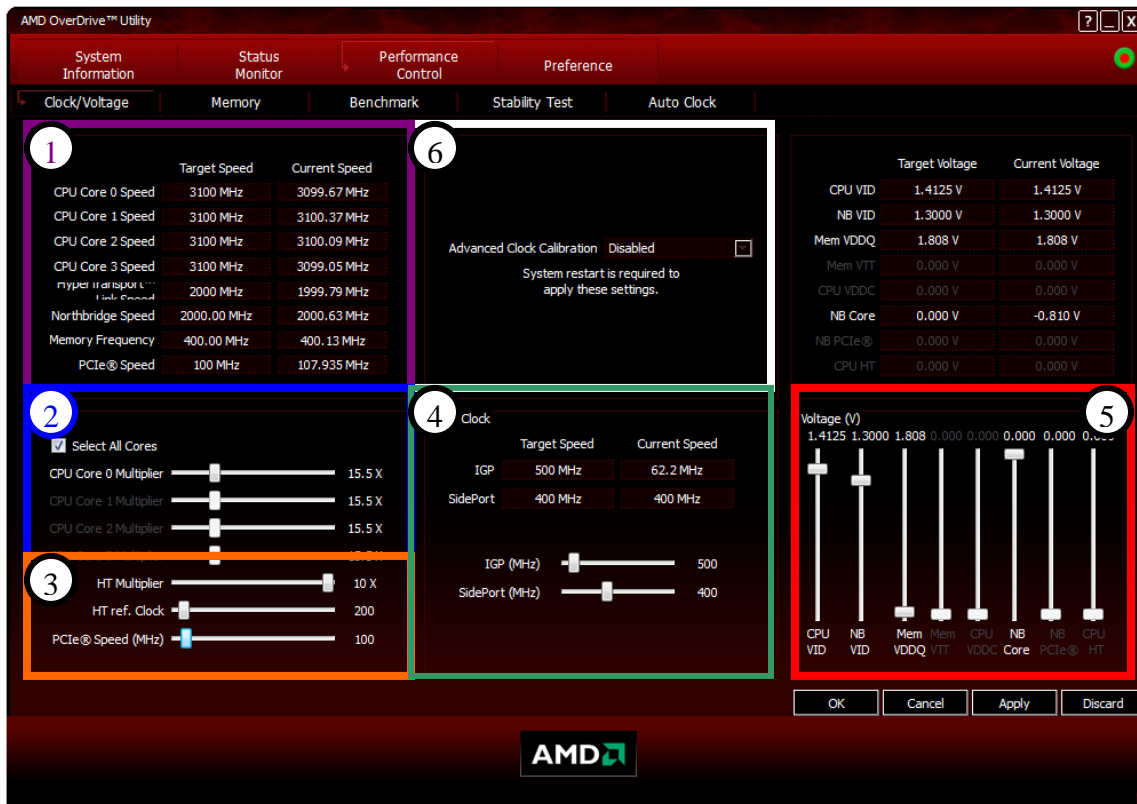 AMD OverDrive™ Utility
? _ X
System Information
Status Monitor
Performance Control
Preference
Clock/Voltage
Memory
Benchmark
Stability Test
Auto Clock
1
Target Speed Current Speed
CPU Core 0 Speed 3100 MHz 3099.67 MHz
CPU Core 1 Speed 3100 MHz 3100.37 MHz
CPU Core 2 Speed 3100 MHz 3100.09 MHz
CPU Core 3 Speed 3100 MHz 3099.05 MHz
HyperTransport™ Link Speed 2000 MHz 1999.79 MHz
Northbridge Speed 2000.00 MHz 2000.63 MHz
Memory Frequency 400.00 MHz 400.13 MHz
PCIe® Speed 100 MHz 107.935 MHz
6
Advanced Clock Calibration Disabled
System restart is required to
apply these settings.
Target Voltage Current Voltage
CPU VID 1.4125 V 1.4125 V
NB VID 1.3000 V 1.3000 V
Mem VDDQ 1.808 V 1.808 V
Mem VTT 0.000 V 0.000 V
CPU VDDC 0.000 V 0.000 V
NB Core 0.000 V -0.810 V
NB PCIe® 0.000 V 0.000 V
CPU HT 0.000 V 0.000 V
2
Select All Cores
CPU Core 0 Multiplier 15.5 X
CPU Core 1 Multiplier 15.5 X
CPU Core 2 Multiplier 15.5 X
3
HT Multiplier 10 X
HT ref. Clock 200
PCIe® Speed (MHz) 100
4
Clock
Target Speed Current Speed
IGP 500 MHz 62.2 MHz
SidePort 400 MHz 400 MHz
IGP (MHz) 500
SidePort (MHz) 400
5
Voltage (V)
1.4125 1.3000 1.808 0.000 0.000 0.000 0.000 0.000
CPU VID
NB VID
Mem VDDQ
Mem VTT
CPU VDDC
NB Core
NB PCIe®
CPU HT
OK
Cancel
Apply
Discard
AMD